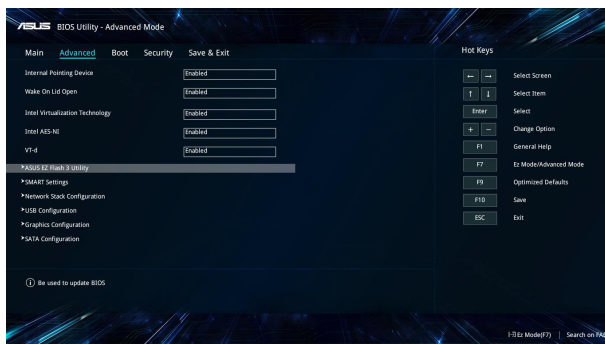 ASUS BIOS Utility - Advanced Mode
Main Advanced Boot Security Save & Exit
Internal Pointing Device Enabled
Wake On Lid Open Enabled
Intel Virtualization Technology Enabled
Intel AES-NI Enabled
VT-d Enabled
ASUS EZ Flash 3 Utility
SMART Settings
Network Stack Configuration
USB Configuration
Graphics Configuration
SATA Configuration
Be used to update BIOS
Hot Keys
← → Select Screen
↑ ↓ Select Item
Enter Select
+ - Change Option
F1 General Help
F7 Ez Mode/Advanced Mode
F9 Optimized Defaults
F10 Save
ESC Exit
Ez Mode(F7) | Search on FAQ